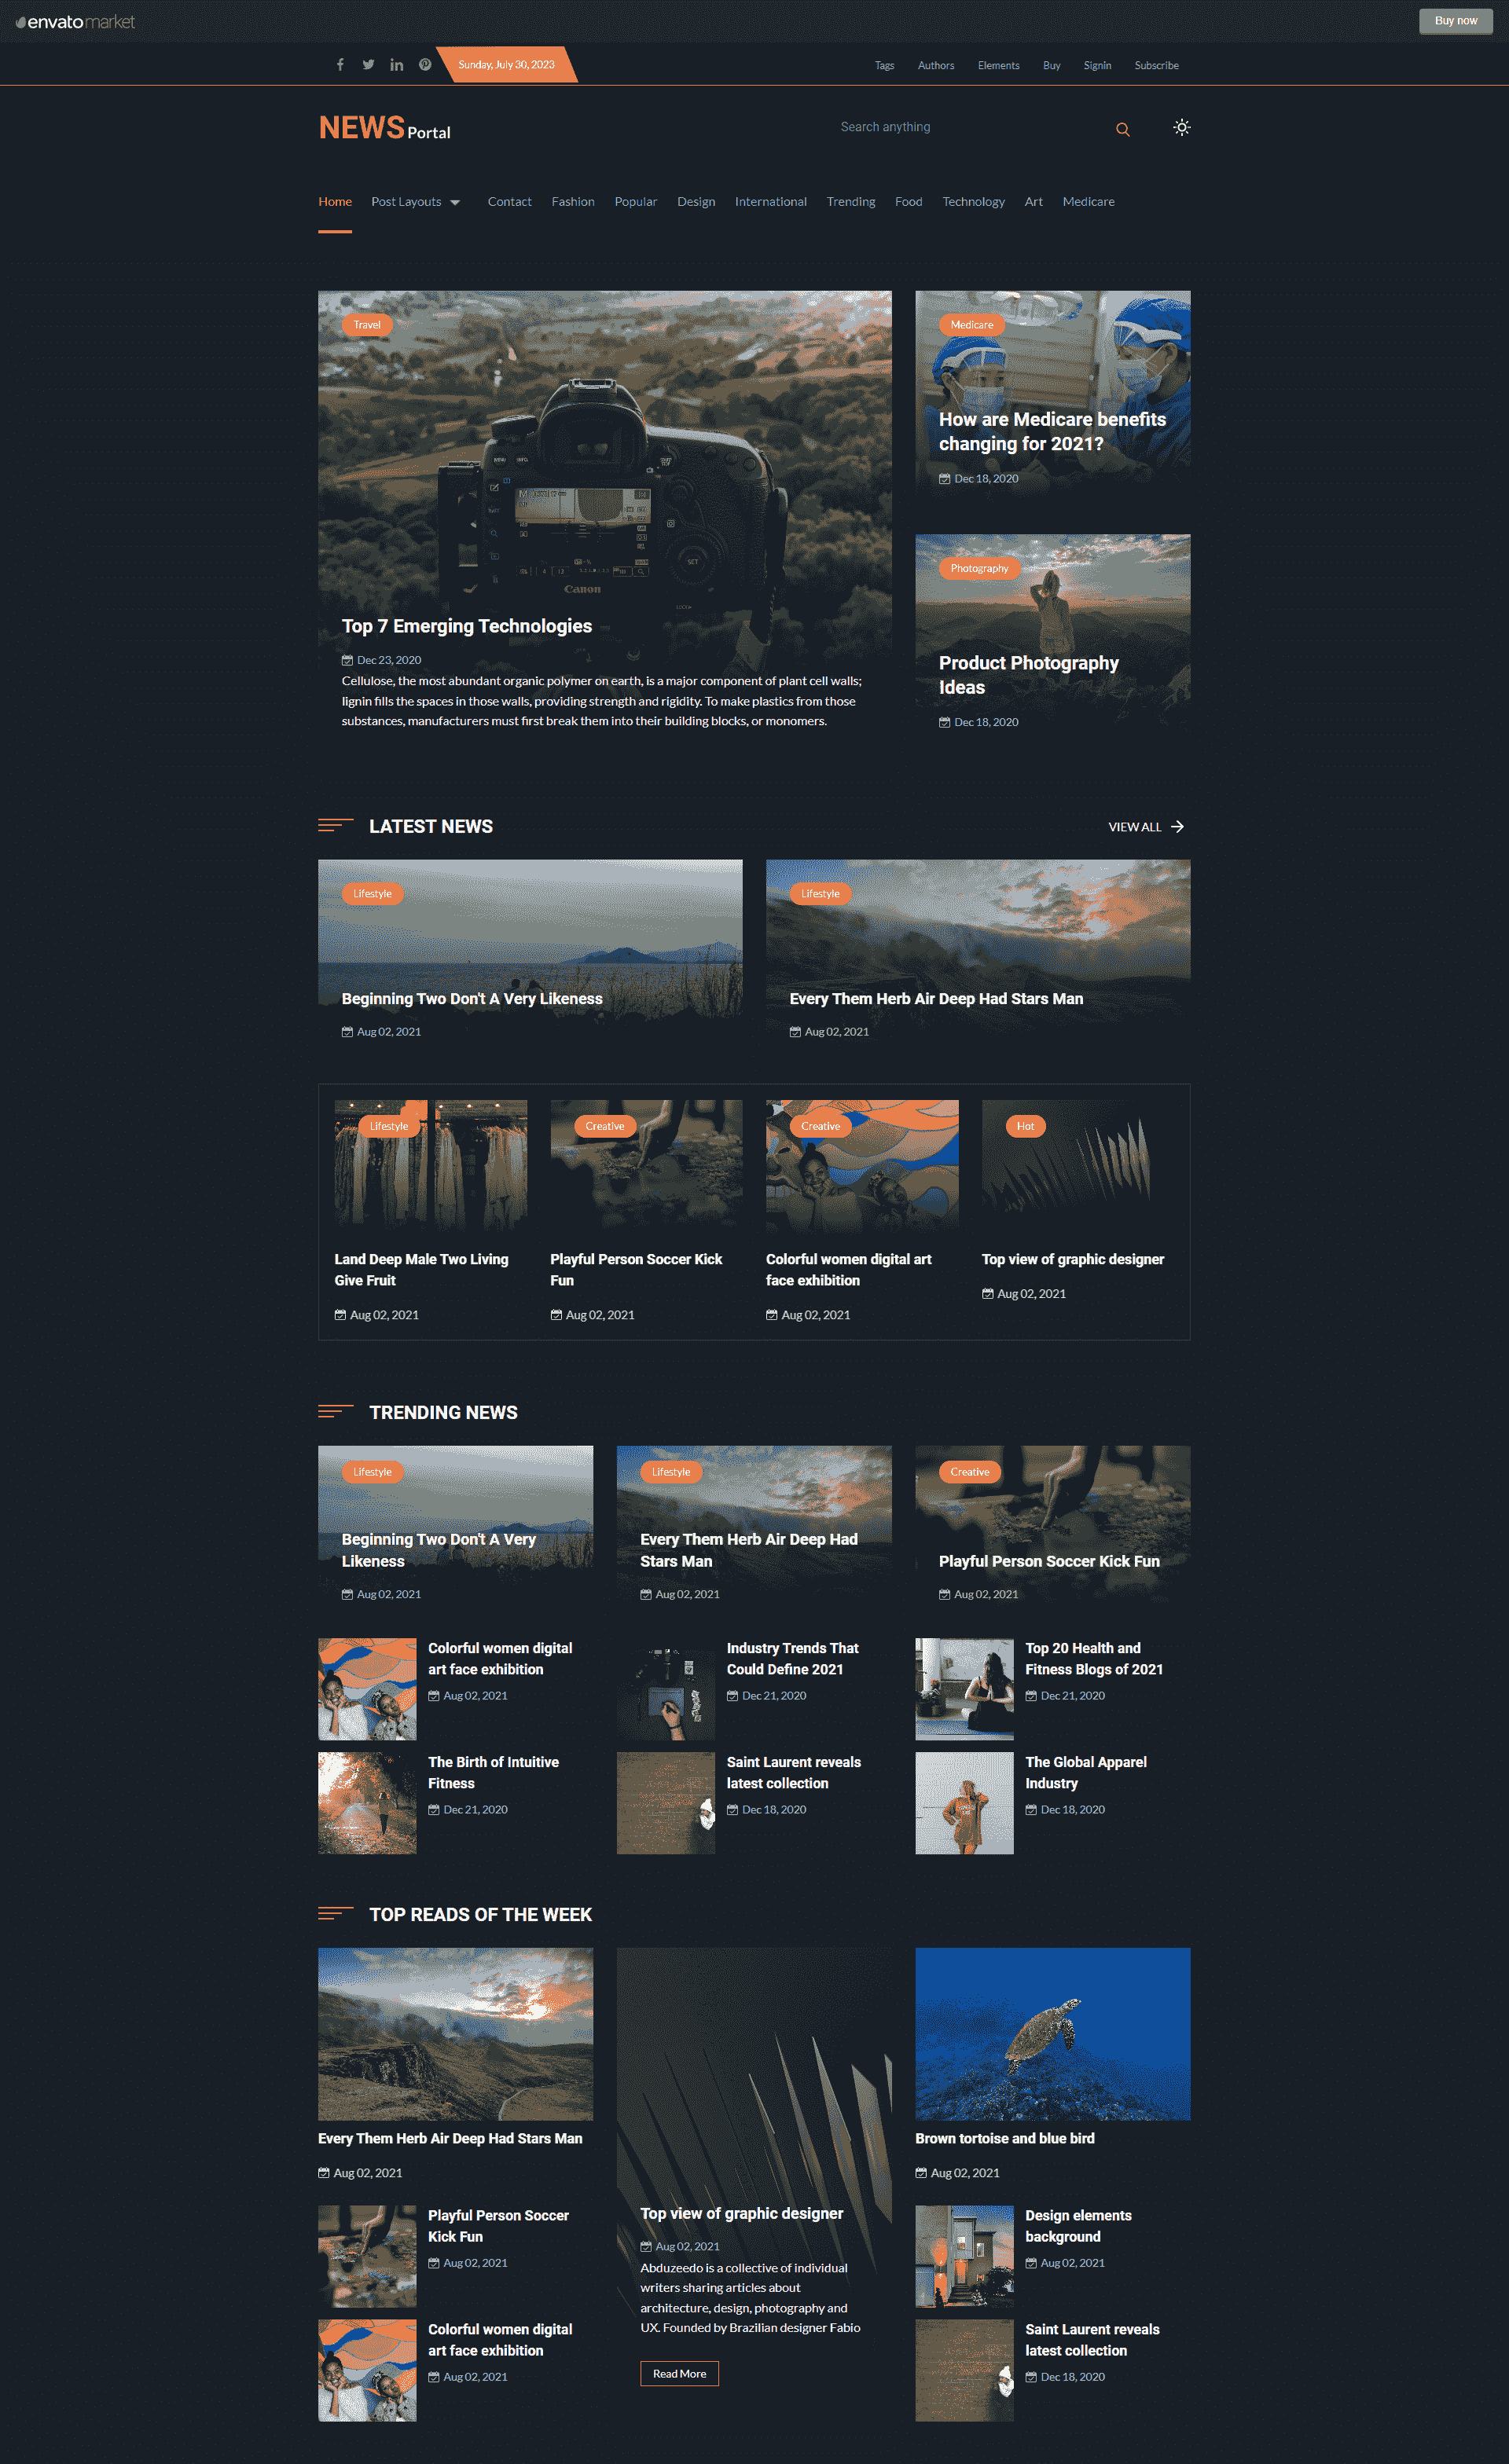 envato market
Buy now
Sunday, July 30, 2023
Tags Authors Elements Buy Signin Subscribe
NEWS Portal
Search anything
Home Post Layouts Contact Fashion Popular Design International Trending Food Technology Art Medicare
Travel
Canon
Top 7 Emerging Technologies
Dec 23, 2020
Cellulose, the most abundant organic polymer on earth, is a major component of plant cell walls;
lignin fills the spaces in those walls, providing strength and rigidity. To make plastics from those
substances, manufacturers must first break them into their building blocks, or monomers.
Medicare
How are Medicare benefits
changing for 2021?
Dec 18, 2020
Photography
Product Photography
Ideas
Dec 18, 2020
LATEST NEWS
VIEW ALL
Lifestyle
Beginning Two Don't A Very Likeness
Aug 02, 2021
Lifestyle
Every Them Herb Air Deep Had Stars Man
Aug 02, 2021
Lifestyle
Land Deep Male Two Living
Give Fruit
Aug 02, 2021
Creative
Playful Person Soccer Kick
Fun
Aug 02, 2021
Creative
Colorful women digital art
face exhibition
Aug 02, 2021
Hot
Top view of graphic designer
Aug 02, 2021
TRENDING NEWS
Lifestyle
Beginning Two Don't A Very
Likeness
Aug 02, 2021
Lifestyle
Every Them Herb Air Deep Had
Stars Man
Aug 02, 2021
Creative
Playful Person Soccer Kick Fun
Aug 02, 2021
Colorful women digital
art face exhibition
Aug 02, 2021
Industry Trends That
Could Define 2021
Dec 21, 2020
Top 20 Health and
Fitness Blogs of 2021
Dec 21, 2020
The Birth of Intuitive
Fitness
Dec 21, 2020
Saint Laurent reveals
latest collection
Dec 18, 2020
The Global Apparel
Industry
Dec 18, 2020
TOP READS OF THE WEEK
Every Them Herb Air Deep Had Stars Man
Aug 02, 2021
Playful Person Soccer
Kick Fun
Aug 02, 2021
Colorful women digital
art face exhibition
Aug 02, 2021
Top view of graphic designer
Aug 02, 2021
Abduzeedo is a collective of individual
writers sharing articles about
architecture, design, photography and
UX. Founded by Brazilian designer Fabio
Read More
Brown tortoise and blue bird
Aug 02, 2021
Design elements
background
Aug 02, 2021
Saint Laurent reveals
latest collection
Dec 18, 2020